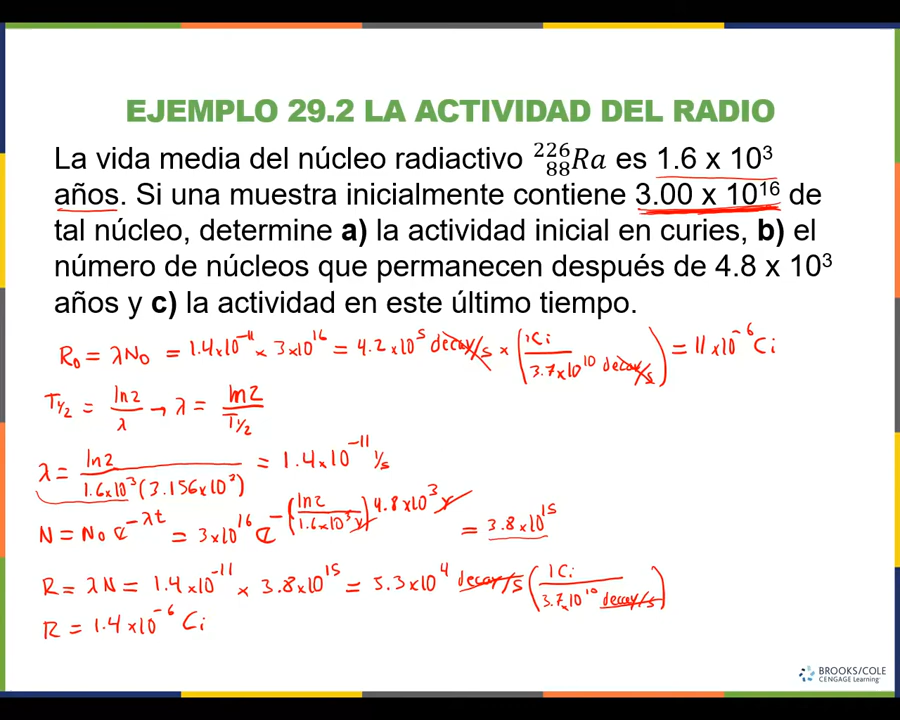 EJEMPLO 29.2 LA ACTIVIDAD DEL RADIO
La vida media del núcleo radiactivo ²²⁶₈₈Ra es 1.6 x 10³
años. Si una muestra inicialmente contiene 3.00 x 10¹⁶ de
tal núcleo, determine a) la actividad inicial en curies, b) el
número de núcleos que permanecen después de 4.8 x 10³
años y c) la actividad en este último tiempo.
R₀ = λN₀ = 1.4x10⁻¹¹ x 3x10¹⁶ = 4.2x10⁵ decay/s x (1Ci / 3.7x10¹⁰ decay/s) = 11x10⁻⁶ Ci
T½ = ln2/λ → λ = ln2/T½
λ = ln2 / 1.6x10³(3.156x10⁷) = 1.4x10⁻¹¹ 1/s
N = N₀ e^(-λt) = 3x10¹⁶ e^(-(ln2 / 1.6x10³ y) 4.8x10³ y) = 3.8x10¹⁵
R = λN = 1.4x10⁻¹¹ x 3.8x10¹⁵ = 5.3x10⁴ decay/s (1Ci / 3.7x10¹⁰ decay/s)
R = 1.4x10⁻⁶ Ci
BROOKS/COLE
CENGAGE Learning